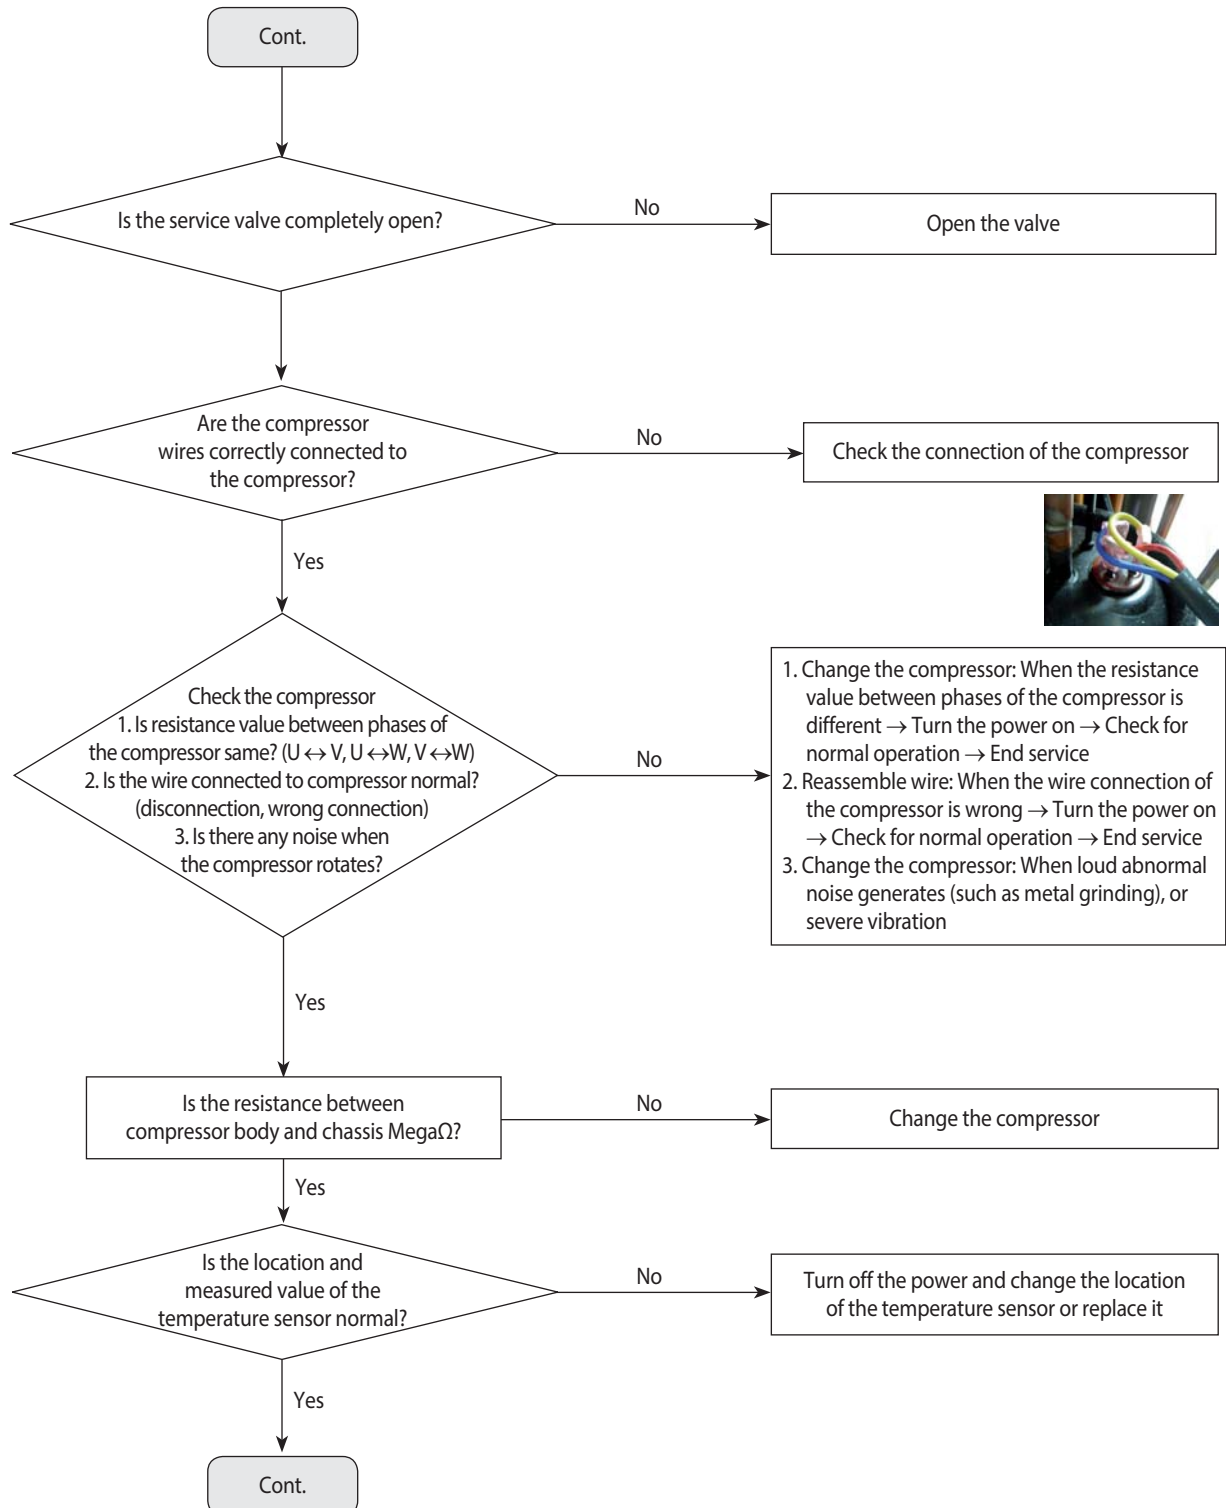 Cont.
Is the service valve completely open?
No
Open the valve
Are the compressor
wires correctly connected to
the compressor?
No
Check the connection of the compressor
Yes
Check the compressor
1. Is resistance value between phases of
the compressor same? (U ↔ V, U ↔W, V ↔W)
2. Is the wire connected to compressor normal?
(disconnection, wrong connection)
3. Is there any noise when
the compressor rotates?
No
1. Change the compressor: When the resistance
value between phases of the compressor is
different → Turn the power on → Check for
normal operation → End service
2. Reassemble wire: When the wire connection of
the compressor is wrong → Turn the power on
→ Check for normal operation → End service
3. Change the compressor: When loud abnormal
noise generates (such as metal grinding), or
severe vibration
Yes
Is the resistance between
compressor body and chassis MegaΩ?
No
Change the compressor
Yes
Is the location and
measured value of the
temperature sensor normal?
No
Turn off the power and change the location
of the temperature sensor or replace it
Yes
Cont.